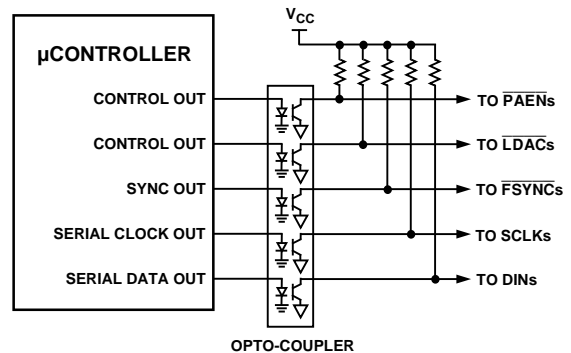 VCC
µCONTROLLER
CONTROL OUT
TO PAENs
CONTROL OUT
TO LDACs
SYNC OUT
TO FSYNCs
SERIAL CLOCK OUT
TO SCLKs
SERIAL DATA OUT
TO DINs
OPTO-COUPLER